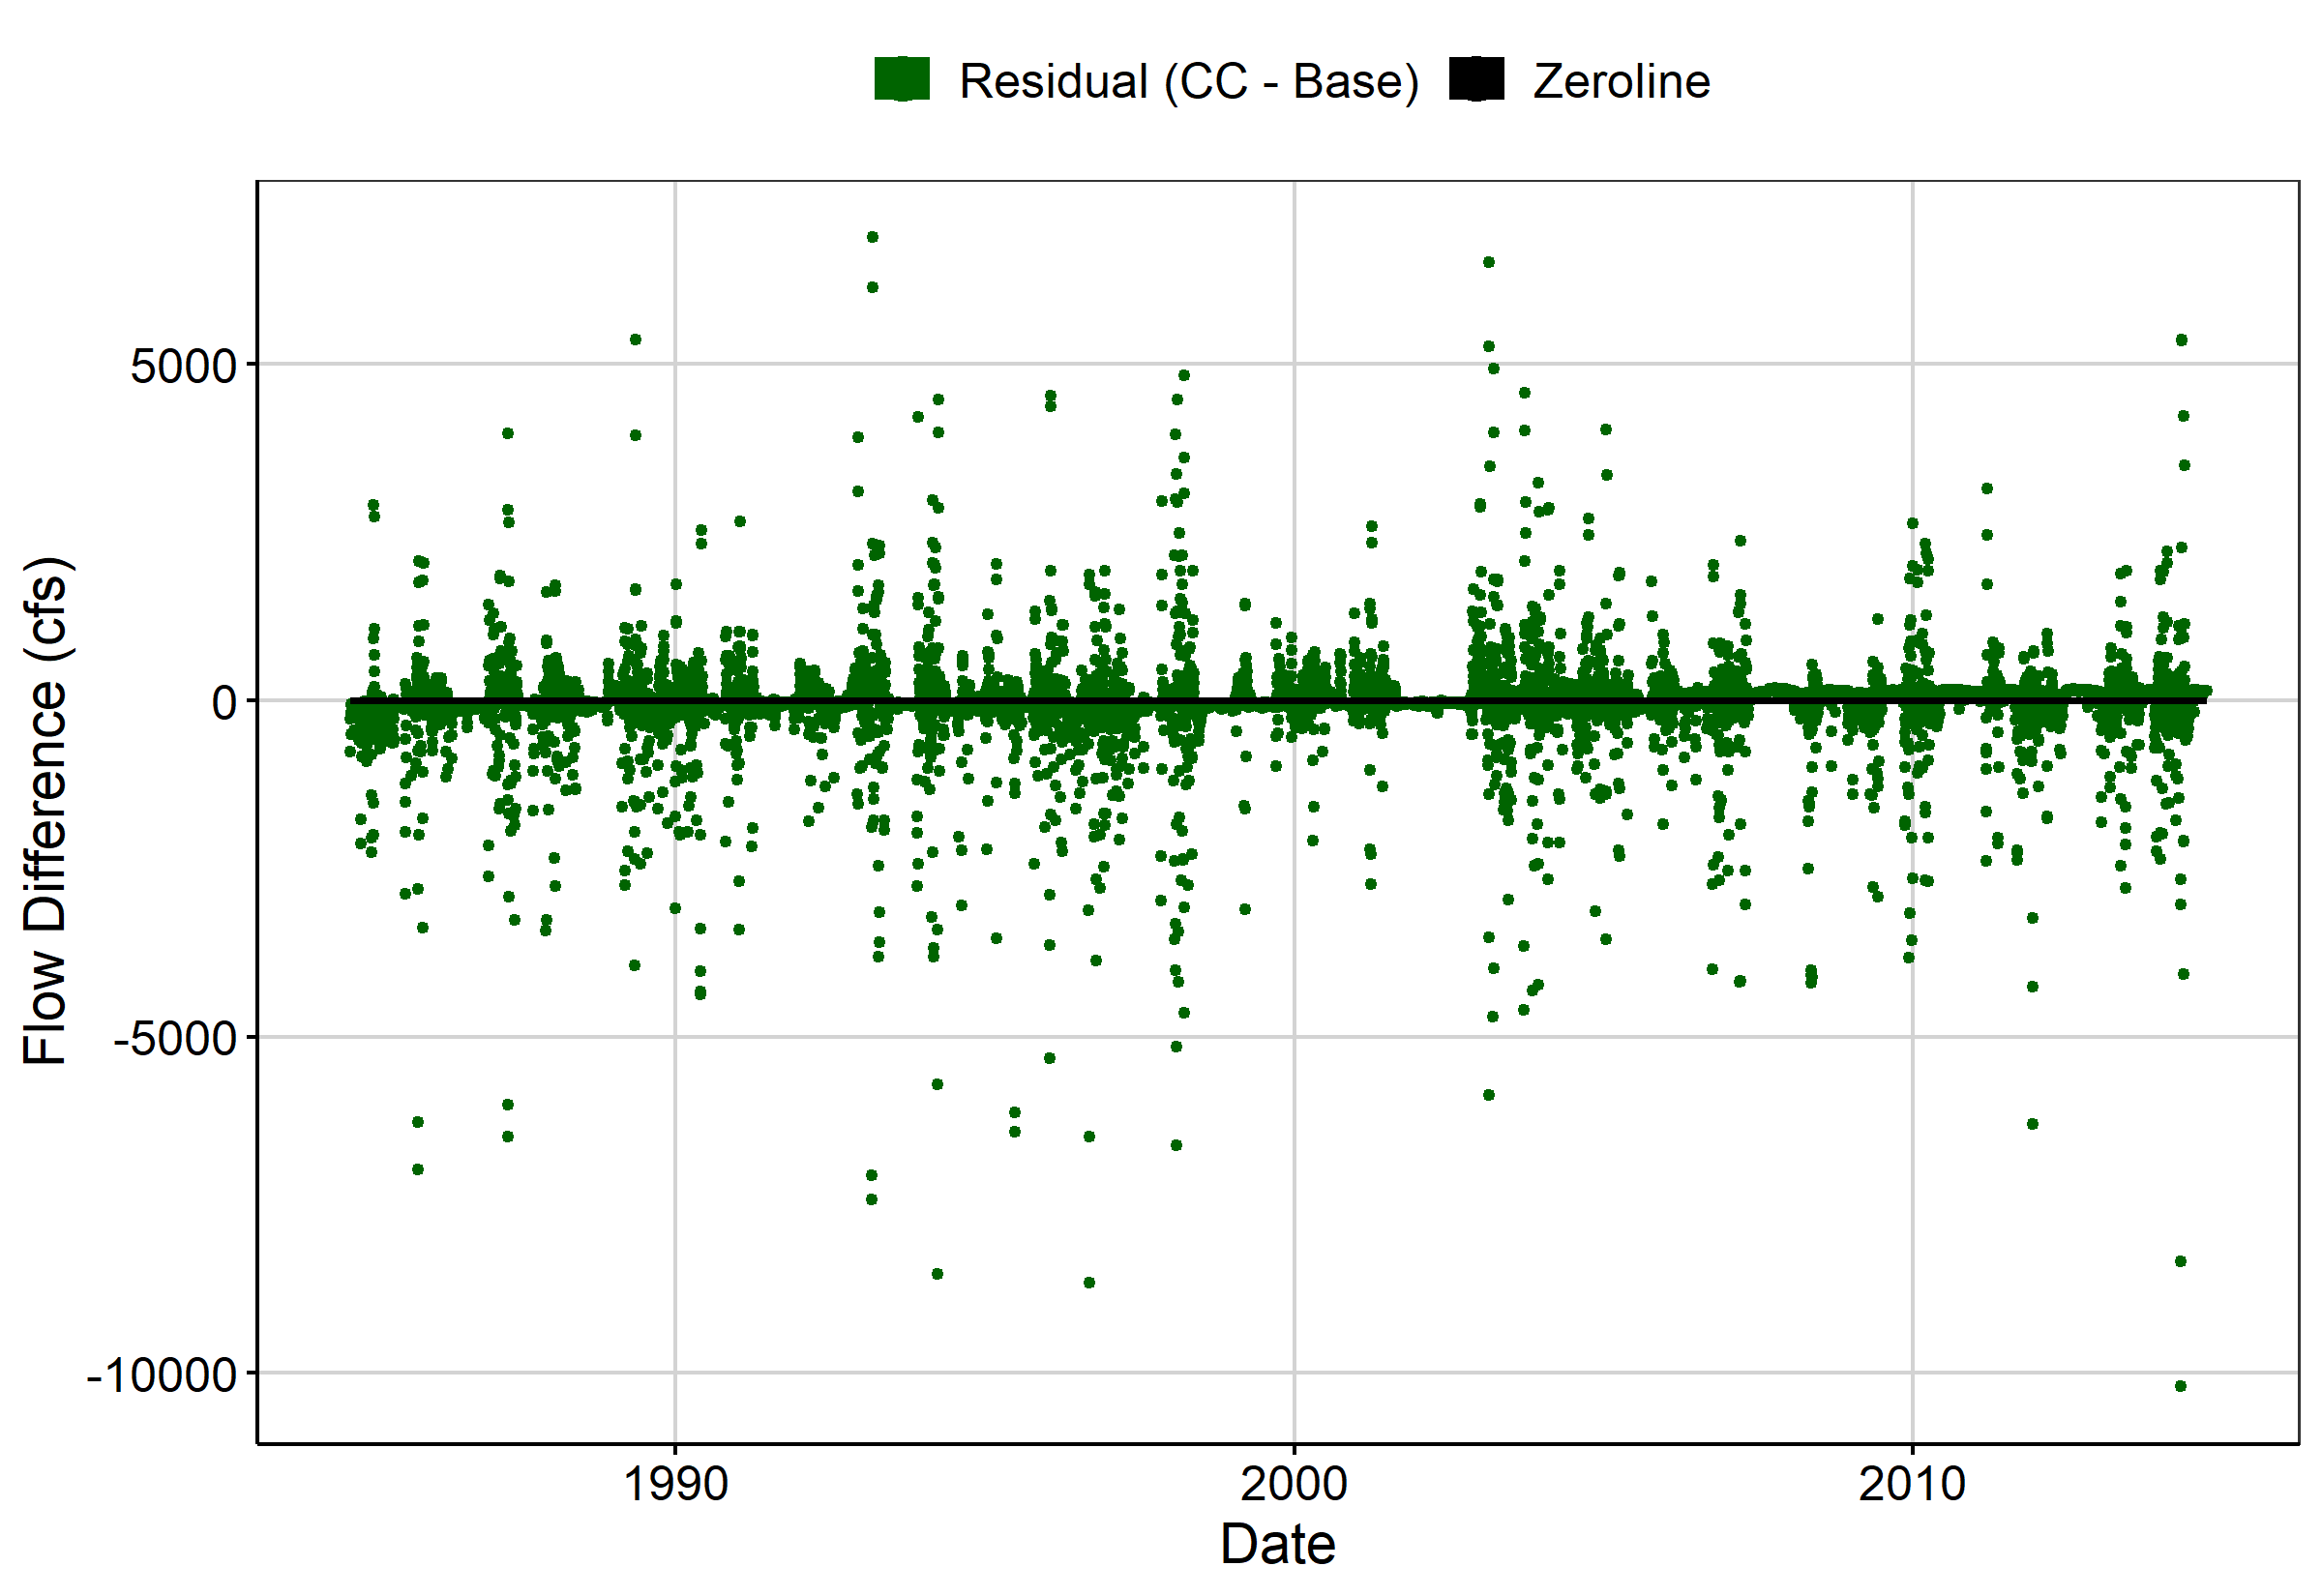 Residual (CC - Base) Zeroline
Flow Difference (cfs)
5000
0
-5000
-10000
1990 2000 2010
Date